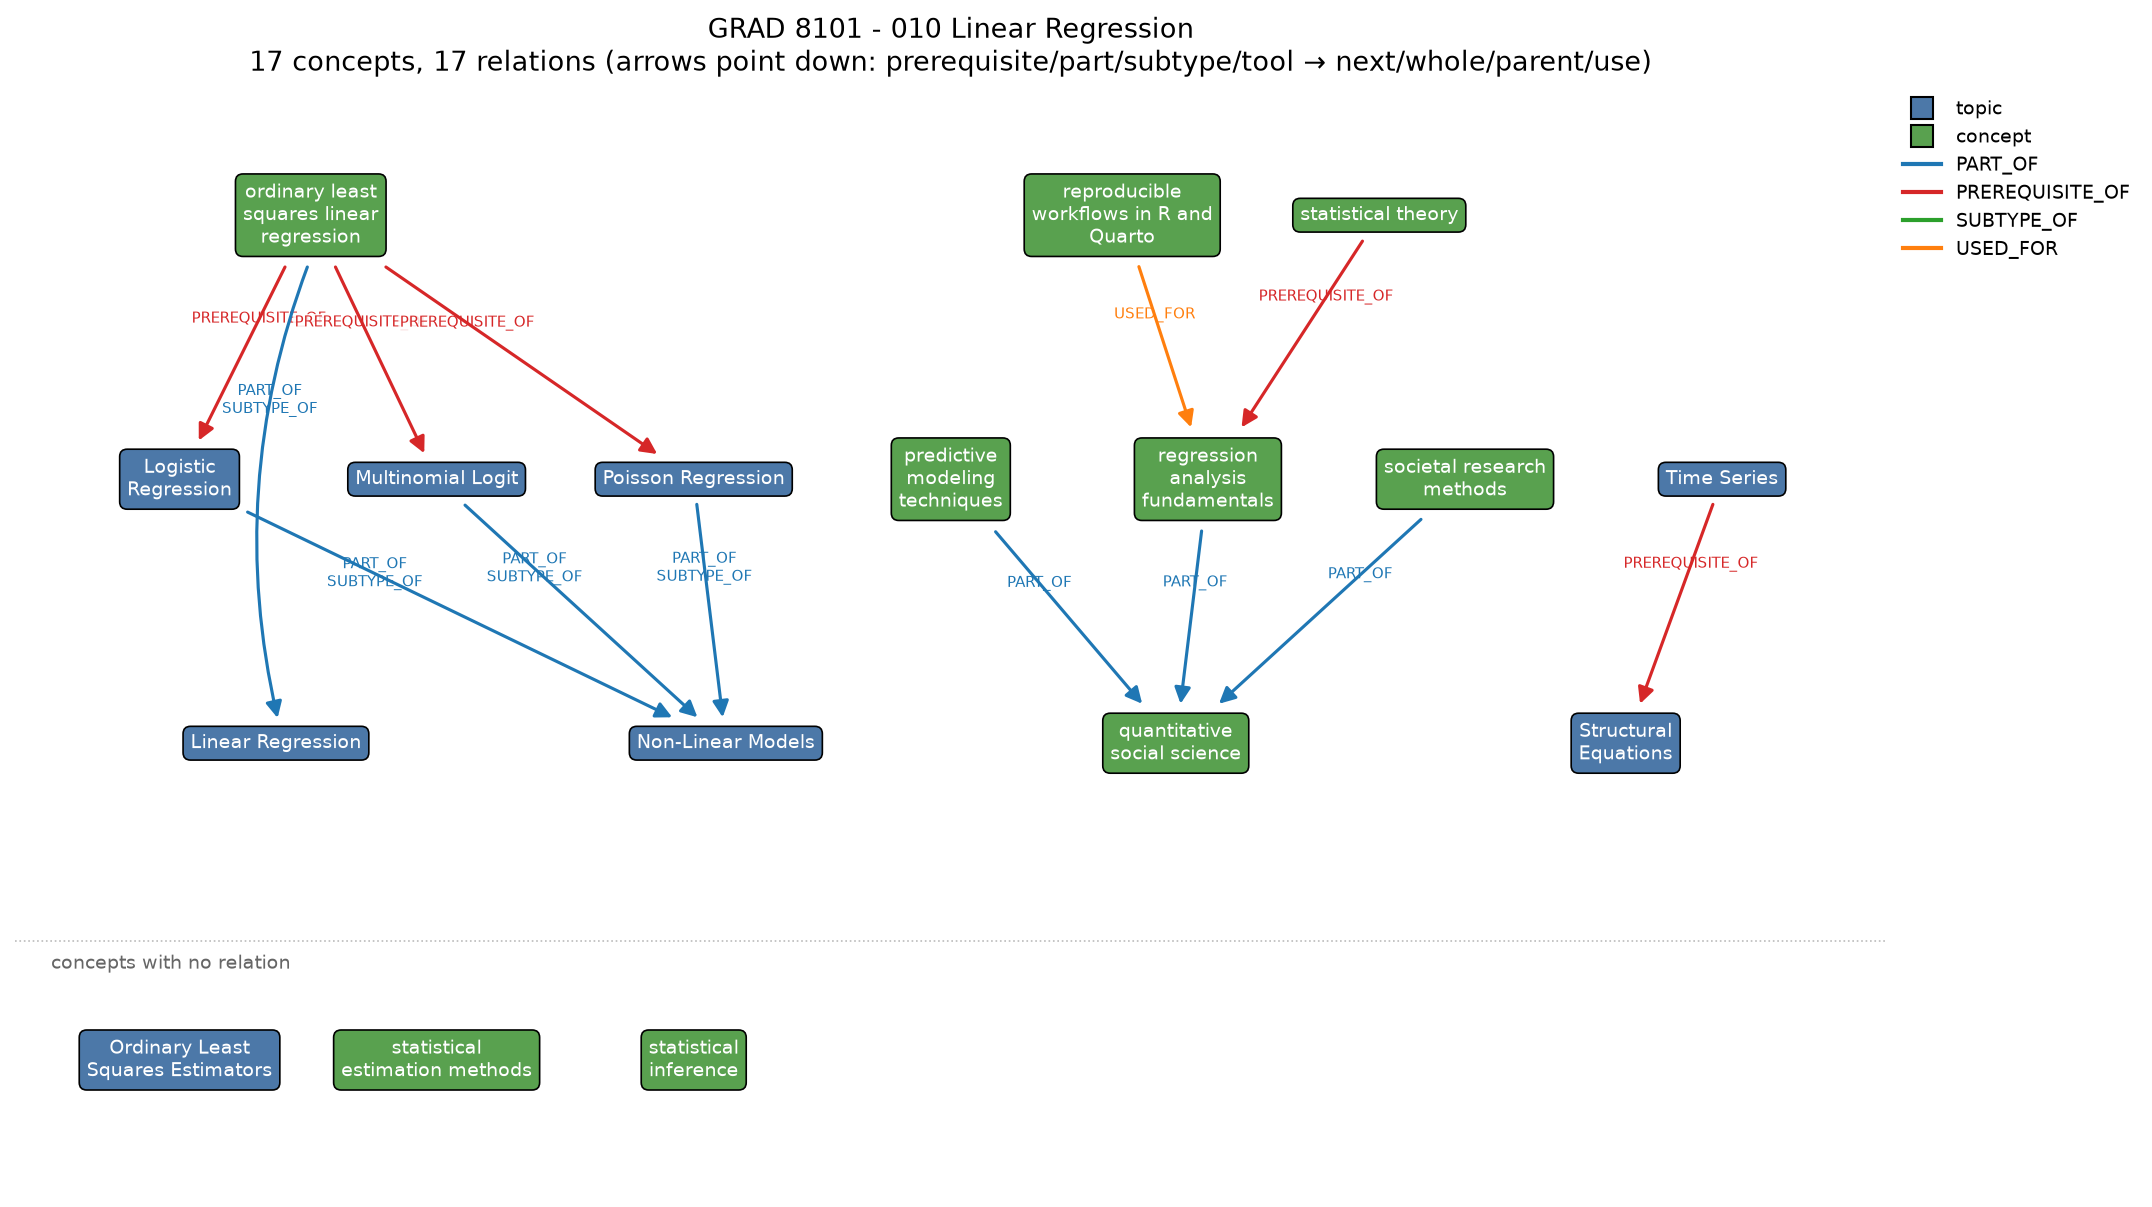 GRAD 8101 - 010 Linear Regression
17 concepts, 17 relations (arrows point down: prerequisite/part/subtype/tool → next/whole/parent/use)
topic
concept
PART_OF
PREREQUISITE_OF
SUBTYPE_OF
USED_FOR
ordinary least
squares linear
regression
reproducible
workflows in R and
Quarto
statistical theory
PREREQUISITE_OF
PREREQUISITE_OF
PREREQUISITE_OF
USED_FOR
PREREQUISITE_OF
PART_OF
SUBTYPE_OF
Logistic
Regression
Multinomial Logit
Poisson Regression
predictive
modeling
techniques
regression
analysis
fundamentals
societal research
methods
Time Series
PART_OF
SUBTYPE_OF
PART_OF
SUBTYPE_OF
PART_OF
SUBTYPE_OF
PART_OF
PART_OF
PART_OF
PREREQUISITE_OF
Linear Regression
Non-Linear Models
quantitative
social science
Structural
Equations
concepts with no relation
Ordinary Least
Squares Estimators
statistical
estimation methods
statistical
inference